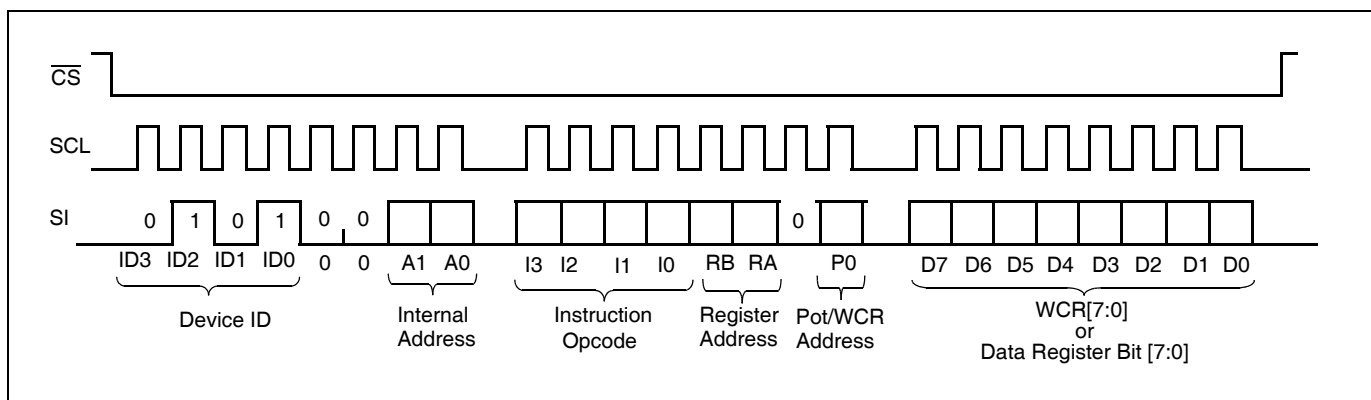 CS
SCL
SI
0 1 0 1 0 0 0
ID3 ID2 ID1 ID0 0 0 A1 A0 I3 I2 I1 I0 RB RA P0 D7 D6 D5 D4 D3 D2 D1 D0
Device ID
Internal
Address
Instruction
Opcode
Register
Address
Pot/WCR
Address
WCR[7:0]
or
Data Register Bit [7:0]